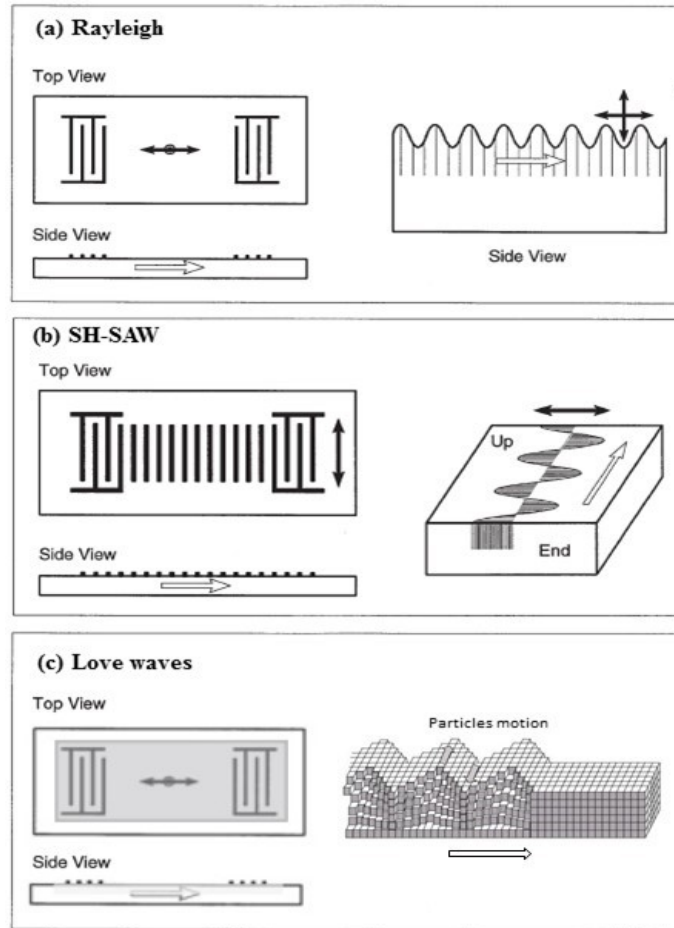 (a) Rayleigh
Top View
Side View
Side View
(b) SH-SAW
Top View
Up
Side View
End
(c) Love waves
Top View
Particles motion
Side View